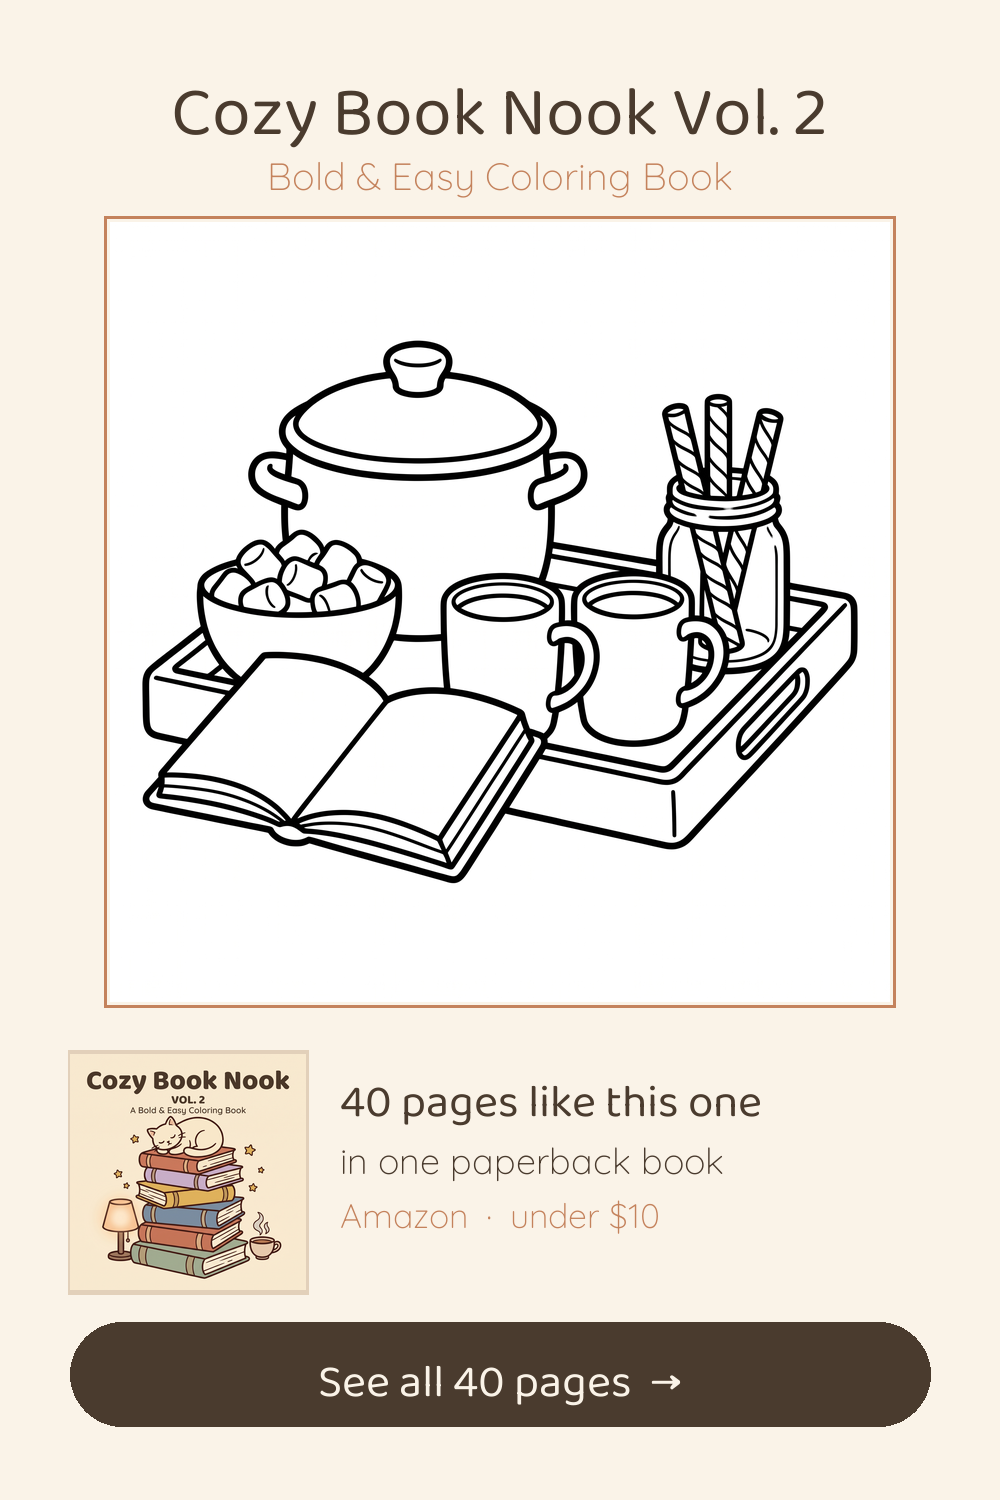 Cozy Book Nook Vol. 2
Bold & Easy Coloring Book
Cozy Book Nook
VOL. 2
A Bold & Easy Coloring Book
40 pages like this one
in one paperback book
Amazon · under $10
See all 40 pages →